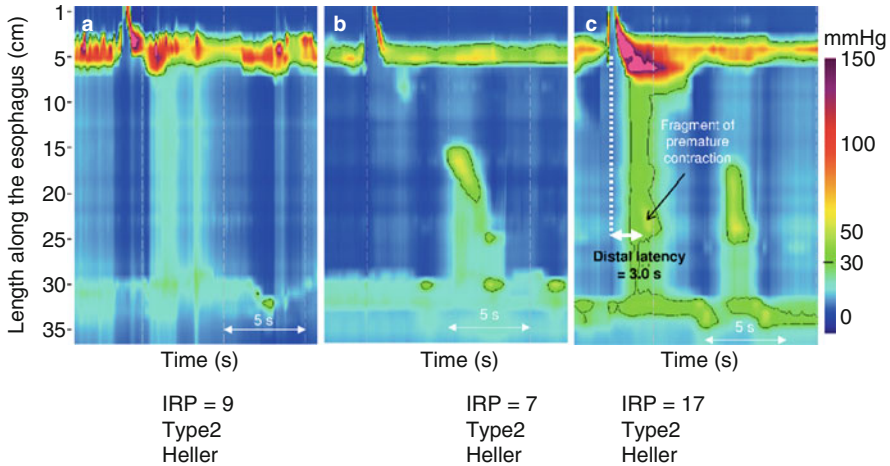 a
b
c
mmHg
Length along the esophagus (cm)
1
5
10
15
20
25
30
35
150
100
50
30
0
Fragment of
premature
contraction
Distal latency
= 3.0 s
5 s
5 s
5 s
Time (s)
Time (s)
Time (s)
IRP = 9
Type2
Heller
IRP = 7
Type2
Heller
IRP = 17
Type2
Heller